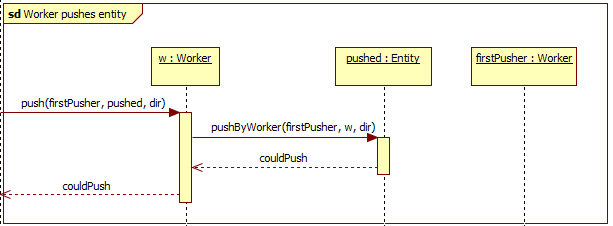 sd Worker pushes entity
w : Worker
pushed : Entity
firstPusher : Worker
push(firstPusher, pushed, dir)
pushByWorker(firstPusher, w, dir)
couldPush
couldPush